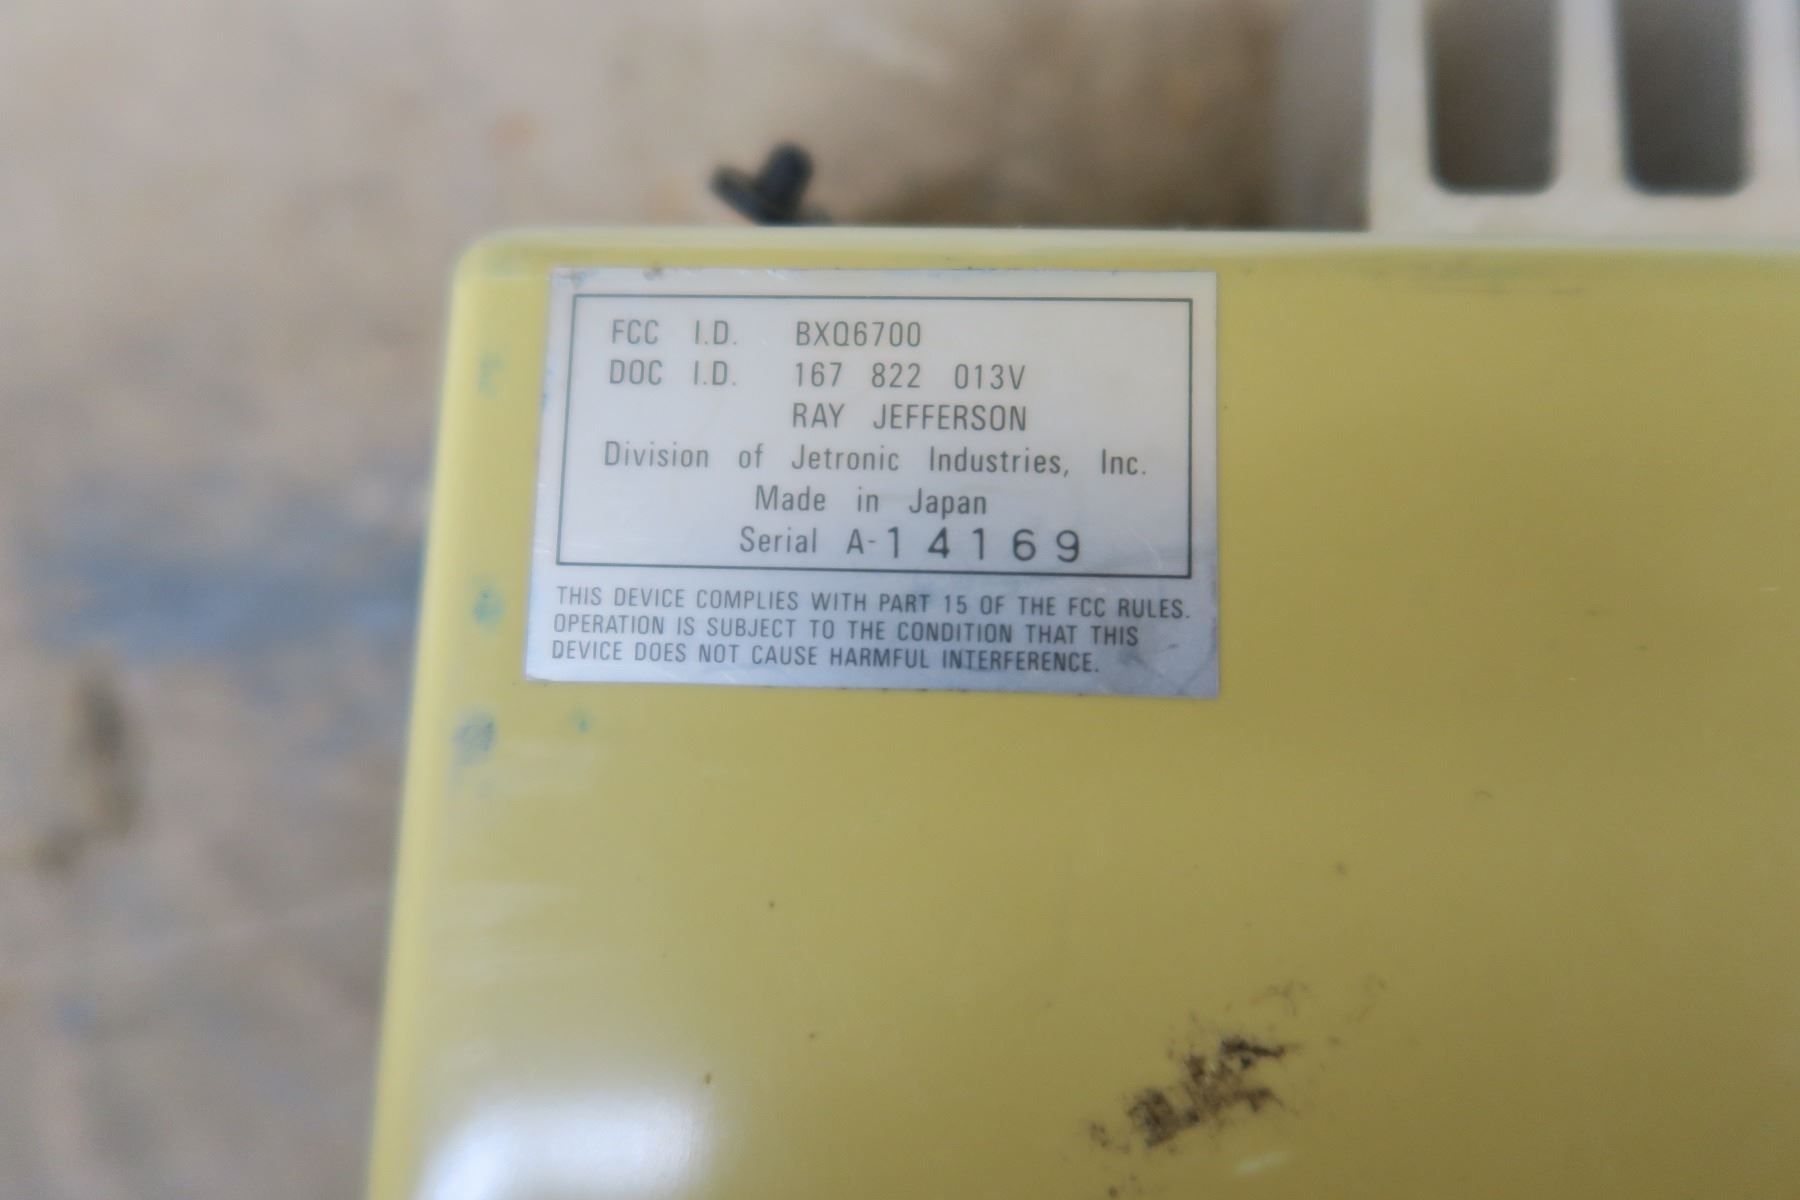 FCC I.D. BXQ6700
DOC I.D. 167 822 013V
RAY JEFFERSON
Division of Jetronic Industries, Inc.
Made in Japan
Serial A-14169
THIS DEVICE COMPLIES WITH PART 15 OF THE FCC RULES.
OPERATION IS SUBJECT TO THE CONDITION THAT THIS
DEVICE DOES NOT CAUSE HARMFUL INTERFERENCE.